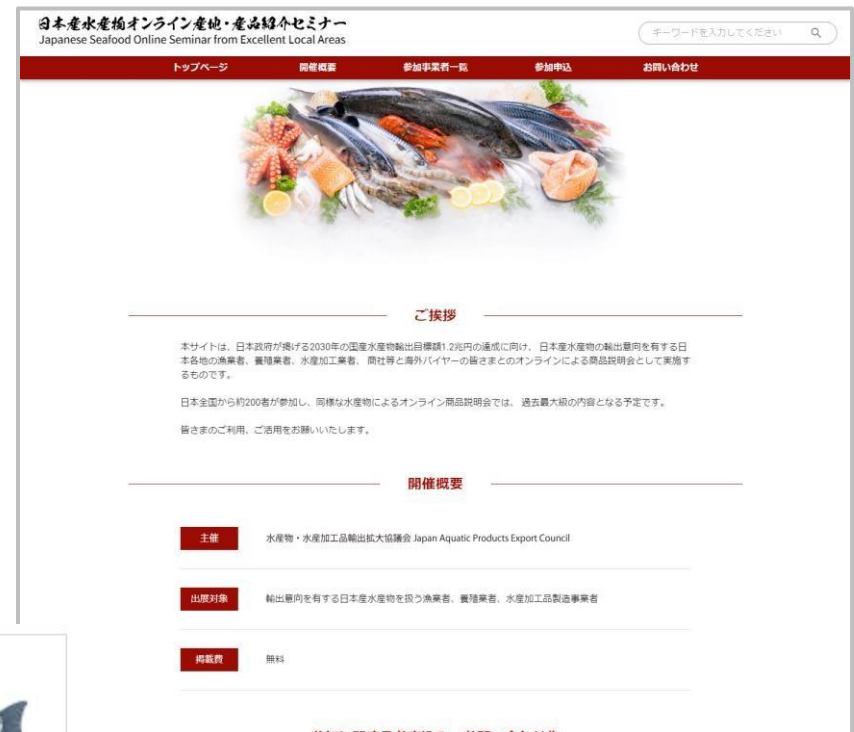 日本産水産物オンライン産地・産品紹介セミナー
Japanese Seafood Online Seminar from Excellent Local Areas
キーワードを入力してください
トップページ 開催概要 参加事業者一覧 参加申込 お問い合わせ
ご挨拶
本サイトは、日本政府が掲げる2030年の国産水産物輸出目標額1.2兆円の達成に向け、 日本産水産物の輸出意向を有する日
本各地の漁業者、養殖業者、水産加工業者、 商社等と海外バイヤーの皆さまとのオンラインによる商品説明会として実施す
るものです。
日本全国から約200者が参加し、同様な水産物によるオンライン商品説明会では、 過去最大級の内容となる予定です。
皆さまのご利用、ご活用をお願いいたします。
開催概要
主催 水産物・水産加工品輸出拡大協議会 Japan Aquatic Products Export Council
出展対象 輸出意向を有する日本産水産物を扱う漁業者、養殖業者、水産加工品製造事業者
掲載費 無料